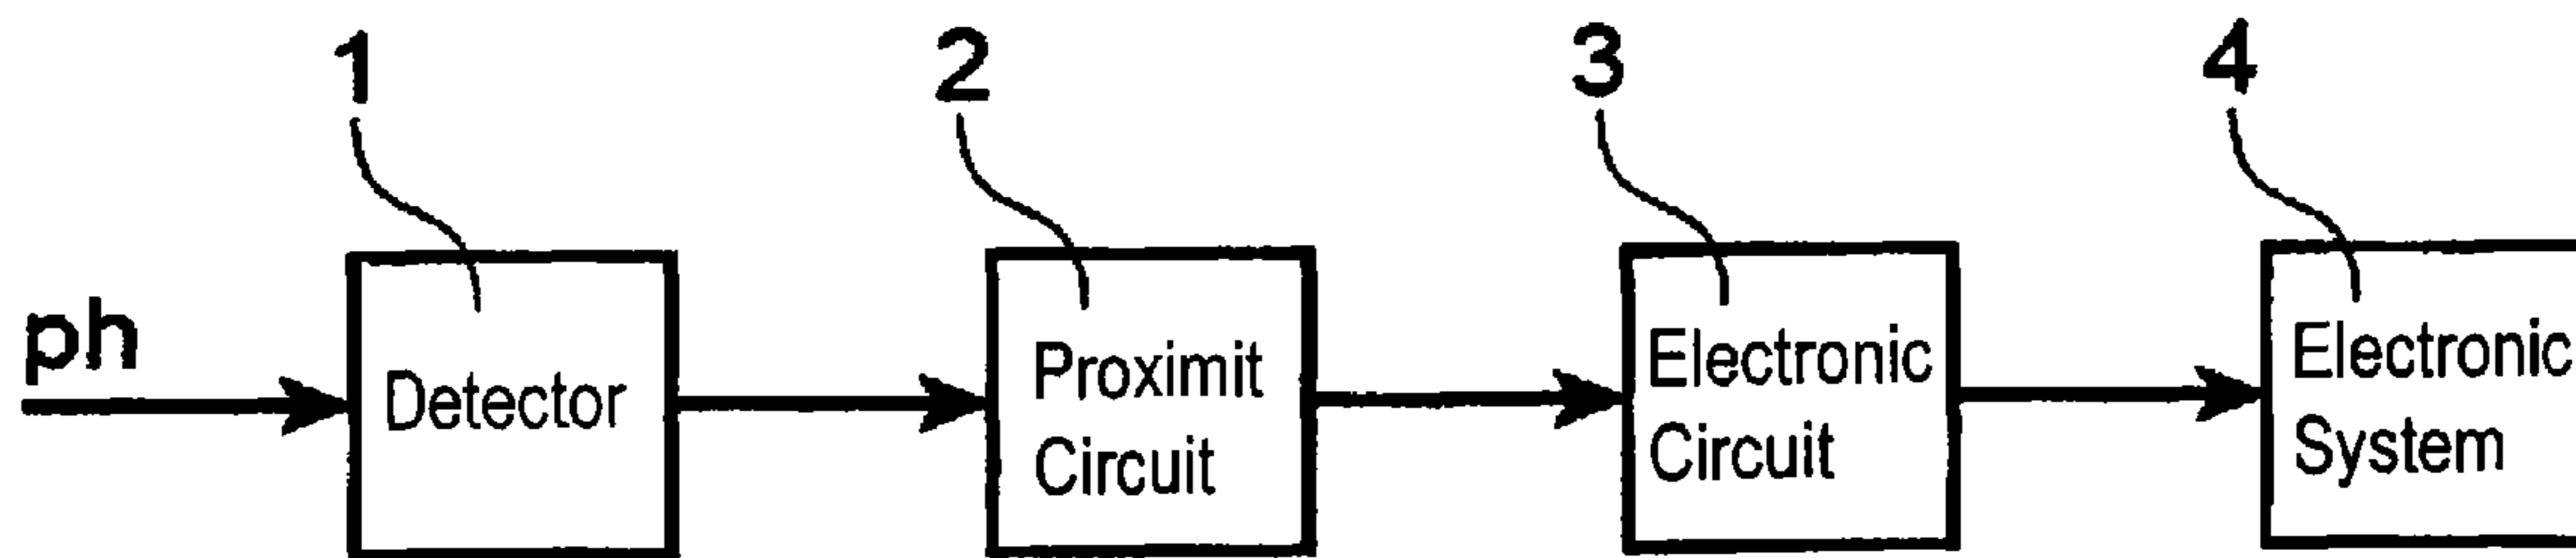 1
2
3
4
ph
Detector
Proximit
Circuit
Electronic
Circuit
Electronic
System